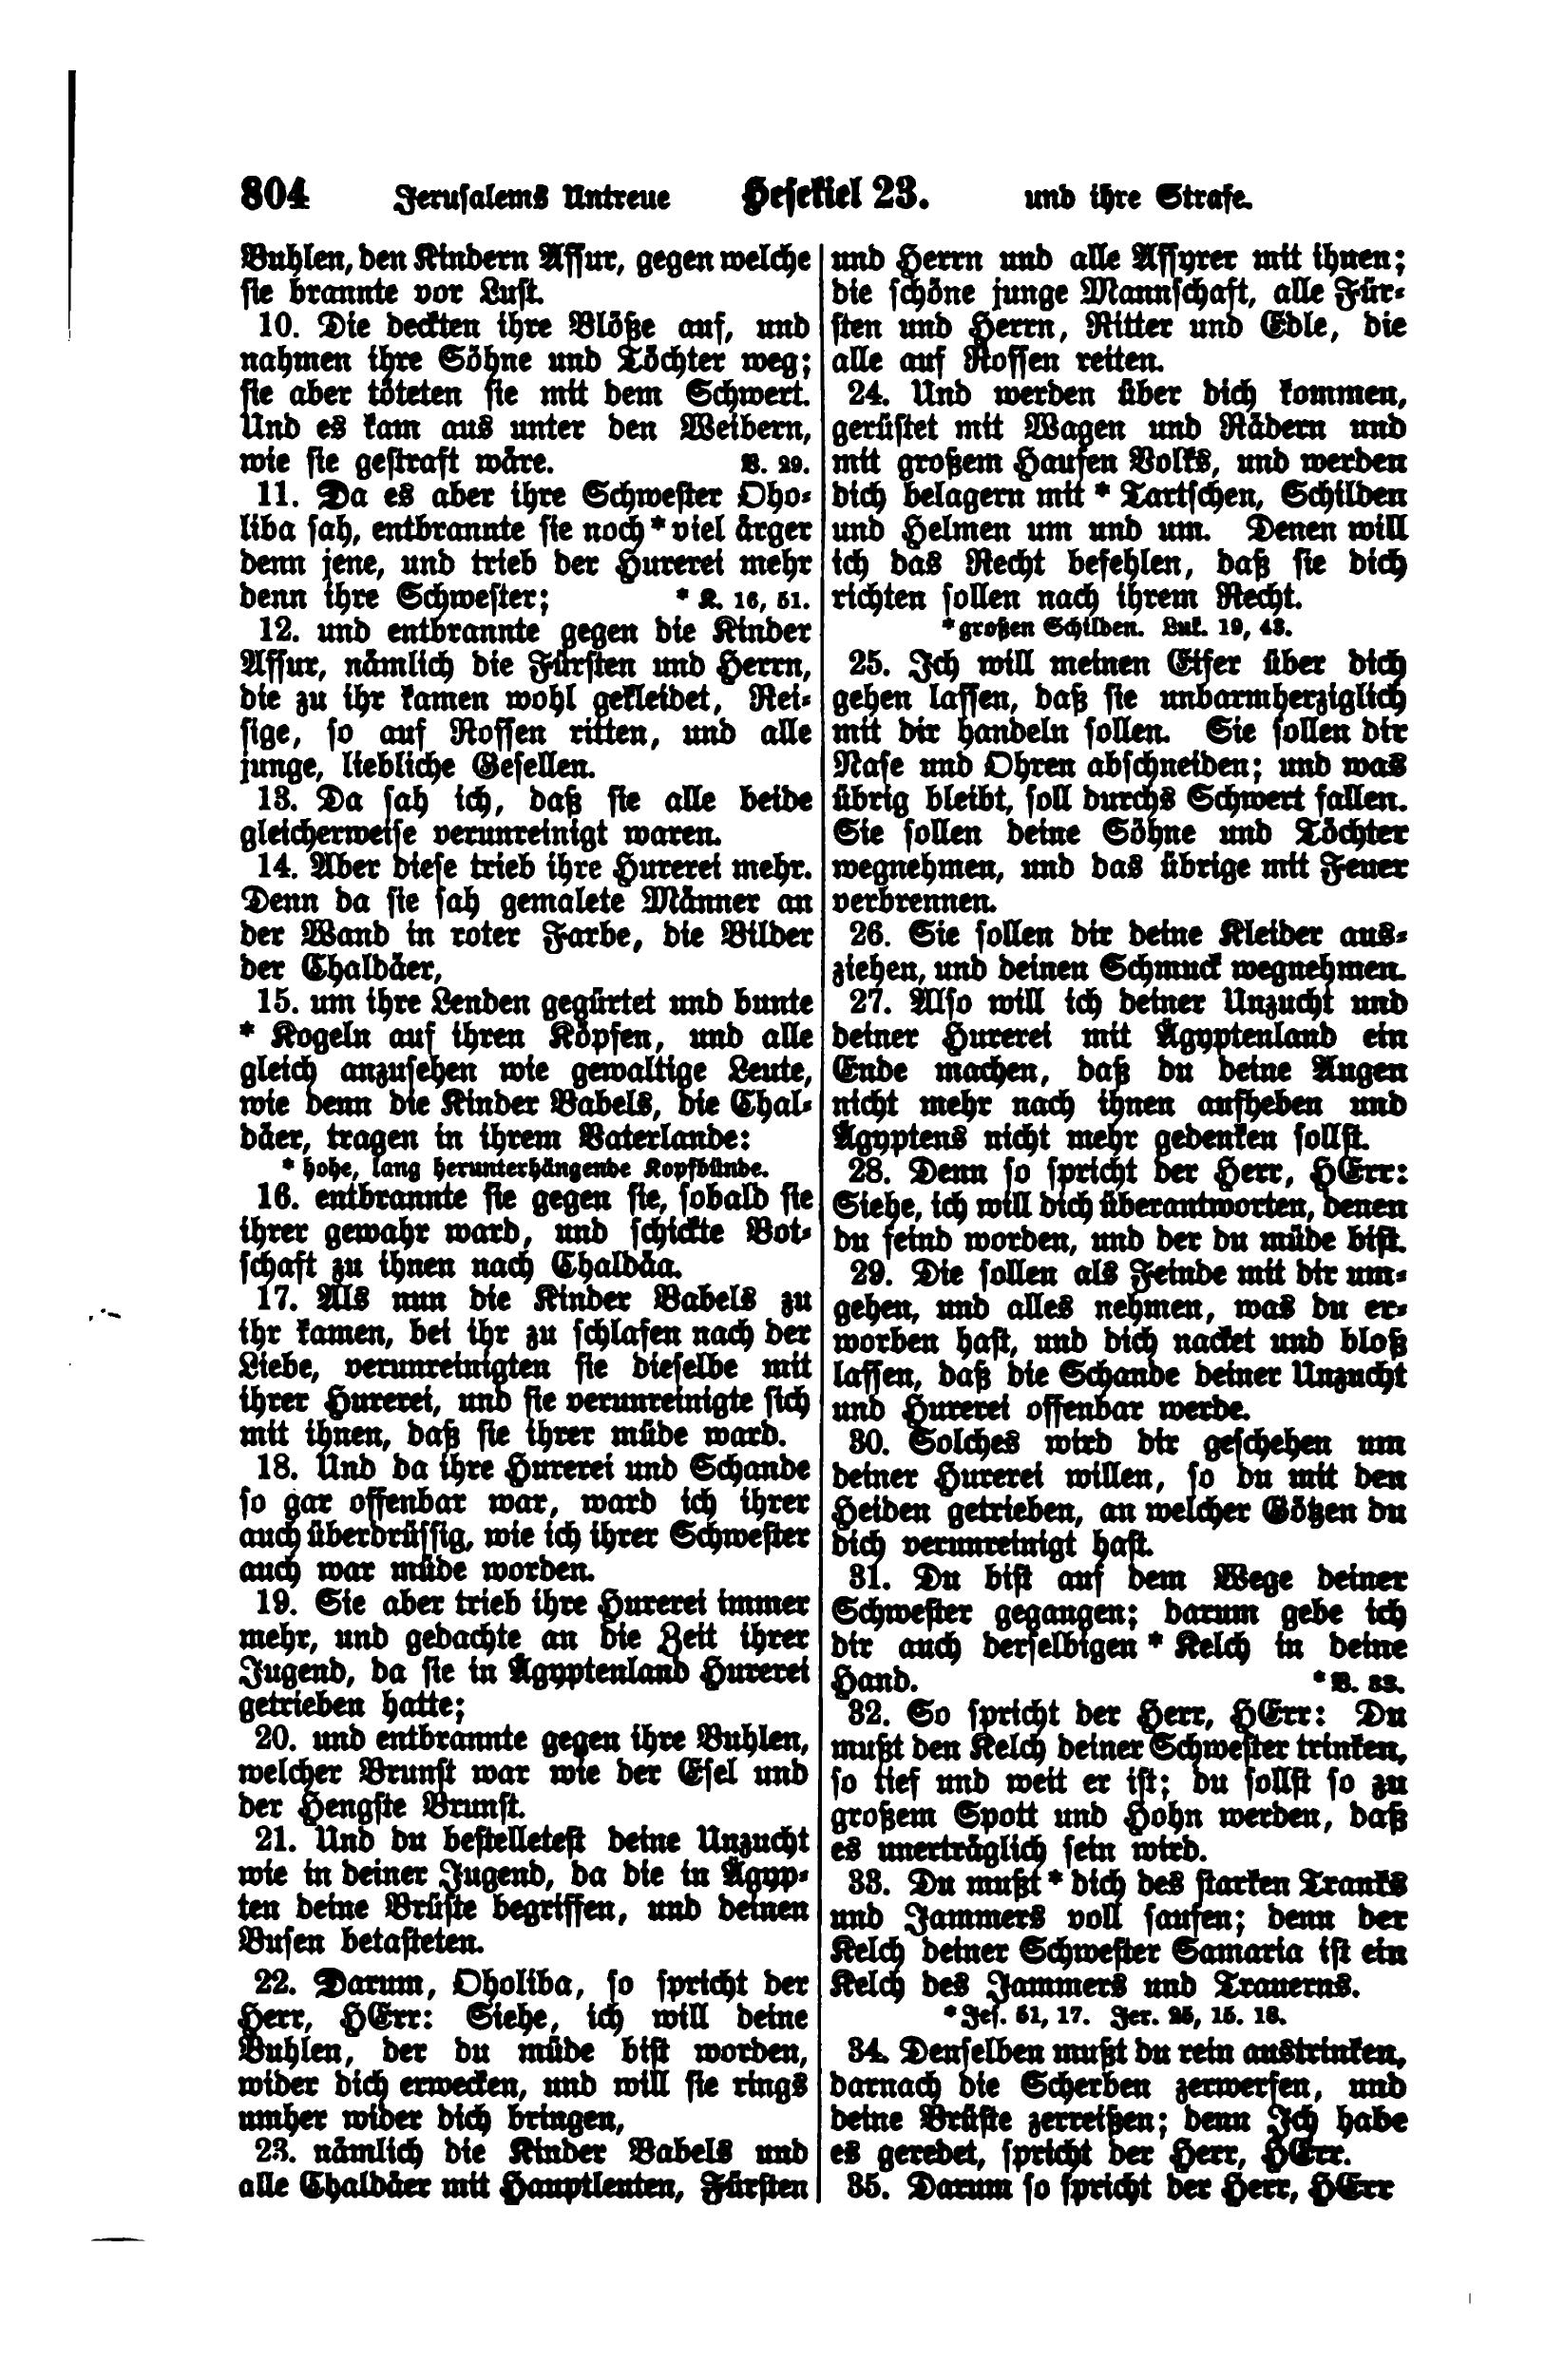 804 Jerusalems Untreue Hesekiel 23. und ihre Strafe.
Buhlen, den Kindern Assur, gegen welche
sie brannte vor Lust.
10. Die deckten ihre Blöße auf, und
nahmen ihre Söhne und Töchter weg;
sie aber töteten sie mit dem Schwert.
Und es kam aus unter den Weibern,
wie sie gestraft wäre. V. 29.
11. Da es aber ihre Schwester Oho-
liba sah, entbrannte sie noch * viel ärger
denn jene, und trieb der Hurerei mehr
denn ihre Schwester; * K. 16, 51.
12. und entbrannte gegen die Kinder
Assur, nämlich die Fürsten und Herrn,
die zu ihr kamen wohl gekleidet, Rei-
sige, so auf Rossen ritten, und alle
junge, liebliche Gesellen.
13. Da sah ich, daß sie alle beide
gleicherweise verunreinigt waren.
14. Aber diese trieb ihre Hurerei mehr.
Denn da sie sah gemalete Männer an
der Wand in roter Farbe, die Bilder
der Chaldäer,
15. um ihre Lenden gegürtet und bunte
* Kogeln auf ihren Köpfen, und alle
gleich anzusehen wie gewaltige Leute,
wie denn die Kinder Babels, die Chal-
däer, tragen in ihrem Vaterlande:
* hohe, lang herunterhängende Kopfbünde.
16. entbrannte sie gegen sie, sobald sie
ihrer gewahr ward, und schickte Bot-
schaft zu ihnen nach Chaldäa.
17. Als nun die Kinder Babels zu
ihr kamen, bei ihr zu schlafen nach der
Liebe, verunreinigten sie dieselbe mit
ihrer Hurerei, und sie verunreinigte sich
mit ihnen, daß sie ihrer müde ward.
18. Und da ihre Hurerei und Schande
so gar offenbar war, ward ich ihrer
auch überdrüssig, wie ich ihrer Schwester
auch war müde worden.
19. Sie aber trieb ihre Hurerei immer
mehr, und gedachte an die Zeit ihrer
Jugend, da sie in Ägyptenland Hurerei
getrieben hatte;
20. und entbrannte gegen ihre Buhlen,
welcher Brunst war wie der Esel und
der Hengste Brunst.
21. Und du bestelletest deine Unzucht
wie in deiner Jugend, da die in Ägyp-
ten deine Brüste begriffen, und deinen
Busen betasteten.
22. Darum, Oholiba, so spricht der
Herr, HErr: Siehe, ich will deine
Buhlen, der du müde bist worden,
wider dich erwecken, und will sie rings
umher wider dich bringen,
23. nämlich die Kinder Babels und
alle Chaldäer mit Hauptleuten, Fürsten
und Herrn und alle Assyrer mit ihnen;
die schöne junge Mannschaft, alle Für-
sten und Herrn, Ritter und Edle, die
alle auf Rossen reiten.
24. Und werden über dich kommen,
gerüstet mit Wagen und Rädern und
mit großem Haufen Volks, und werden
dich belagern mit * Tartschen, Schilden
und Helmen um und um. Denen will
ich das Recht befehlen, daß sie dich
richten sollen nach ihrem Recht.
* großen Schilden. Luk. 19, 43.
25. Ich will meinen Eifer über dich
gehen lassen, daß sie unbarmherziglich
mit dir handeln sollen. Sie sollen dir
Nase und Ohren abschneiden; und was
übrig bleibt, soll durchs Schwert fallen.
Sie sollen deine Söhne und Töchter
wegnehmen, und das übrige mit Feuer
verbrennen.
26. Sie sollen dir deine Kleider aus-
ziehen, und deinen Schmuck wegnehmen.
27. Also will ich deiner Unzucht und
deiner Hurerei mit Ägyptenland ein
Ende machen, daß du deine Augen
nicht mehr nach ihnen aufheben und
Ägyptens nicht mehr gedenken sollst.
28. Denn so spricht der Herr, HErr:
Siehe, ich will dich überantworten, denen
du feind worden, und der du müde bist.
29. Die sollen als Feinde mit dir um-
gehen, und alles nehmen, was du er-
worben hast, und dich nacket und bloß
lassen, daß die Schande deiner Unzucht
und Hurerei offenbar werde.
30. Solches wird dir geschehen um
deiner Hurerei willen, so du mit den
Heiden getrieben, an welcher Götzen du
dich verunreinigt hast.
31. Du bist auf dem Wege deiner
Schwester gegangen; darum gebe ich
dir auch derselbigen * Kelch in deine
Hand. * V. 33.
32. So spricht der Herr, HErr: Du
mußt den Kelch deiner Schwester trinken,
so tief und weit er ist; du sollst so zu
großem Spott und Hohn werden, daß
es unerträglich sein wird.
33. Du mußt * dich des starken Tranks
und Jammers voll saufen; denn der
Kelch deiner Schwester Samaria ist ein
Kelch des Jammers und Trauerns.
* Jes. 51, 17. Jer. 25, 15. 18.
34. Denselben mußt du rein austrinken,
darnach die Scherben zerwerfen, und
deine Brüste zerreißen; denn Ich habe
es geredet, spricht der Herr, HErr.
35. Darum so spricht der Herr, HErr